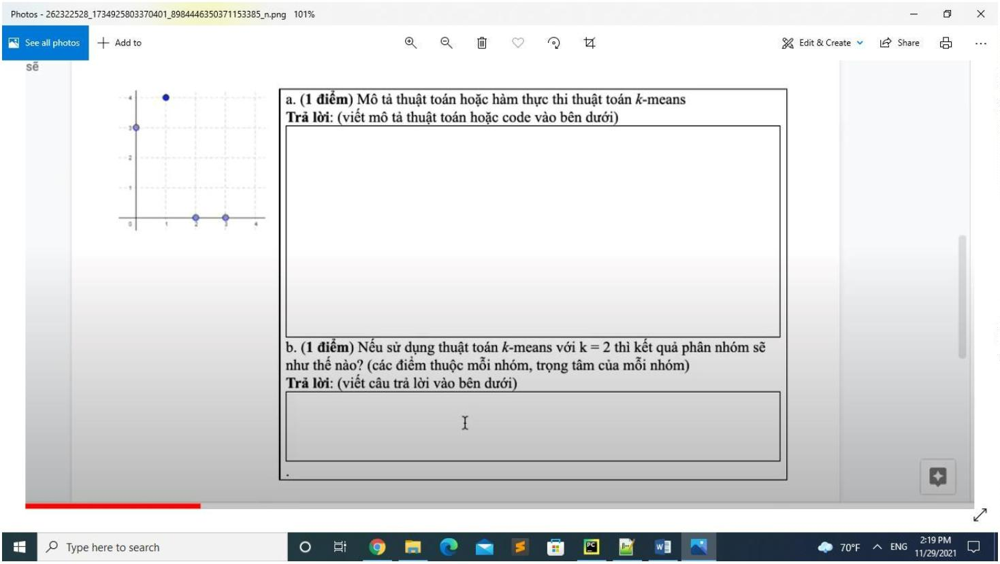 Photos - 262322528_1734925803370401_8984446350371153385_n.png 101%
See all photos
Add to
Edit & Create
Share
sẽ
4
3
2
1
0 1 2 3 4
a. (1 điểm) Mô tả thuật toán hoặc hàm thực thi thuật toán k-means
Trả lời: (viết mô tả thuật toán hoặc code vào bên dưới)
b. (1 điểm) Nếu sử dụng thuật toán k-means với k = 2 thì kết quả phân nhóm sẽ
như thế nào? (các điểm thuộc mỗi nhóm, trọng tâm của mỗi nhóm)
Trả lời: (viết câu trả lời vào bên dưới)
.
Type here to search
PC
W
70°F
ENG
2:19 PM
11/29/2021